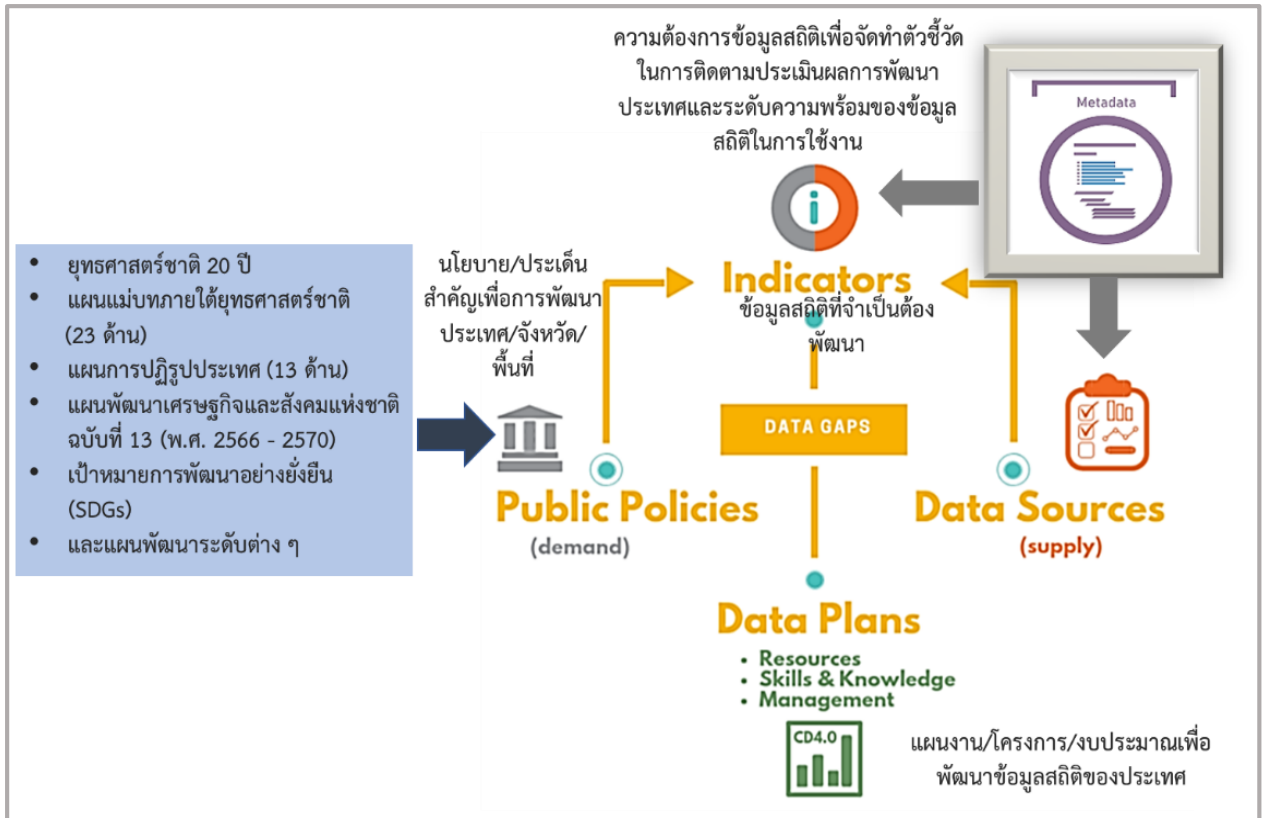 ความต้องการข้อมูลสถิติเพื่อจัดทำตัวชี้วัด
ในการติดตามประเมินผลการพัฒนา
ประเทศและระดับความพร้อมของข้อมูล
สถิติในการใช้งาน
Metadata
• ยุทธศาสตร์ชาติ 20 ปี
• แผนแม่บทภายใต้ยุทธศาสตร์ชาติ
(23 ด้าน)
• แผนการปฏิรูปประเทศ (13 ด้าน)
• แผนพัฒนาเศรษฐกิจและสังคมแห่งชาติ
ฉบับที่ 13 (พ.ศ. 2566 - 2570)
• เป้าหมายการพัฒนาอย่างยั่งยืน
(SDGs)
• และแผนพัฒนาระดับต่าง ๆ
นโยบาย/ประเด็น
สำคัญเพื่อการพัฒนา
ประเทศ/จังหวัด/
พื้นที่
i
Indicators
ข้อมูลสถิติที่จำเป็นต้อง
พัฒนา
DATA GAPS
Public Policies
(demand)
Data Sources
(supply)
Data Plans
• Resources
• Skills & Knowledge
• Management
CD4.0
แผนงาน/โครงการ/งบประมาณเพื่อ
พัฒนาข้อมูลสถิติของประเทศ